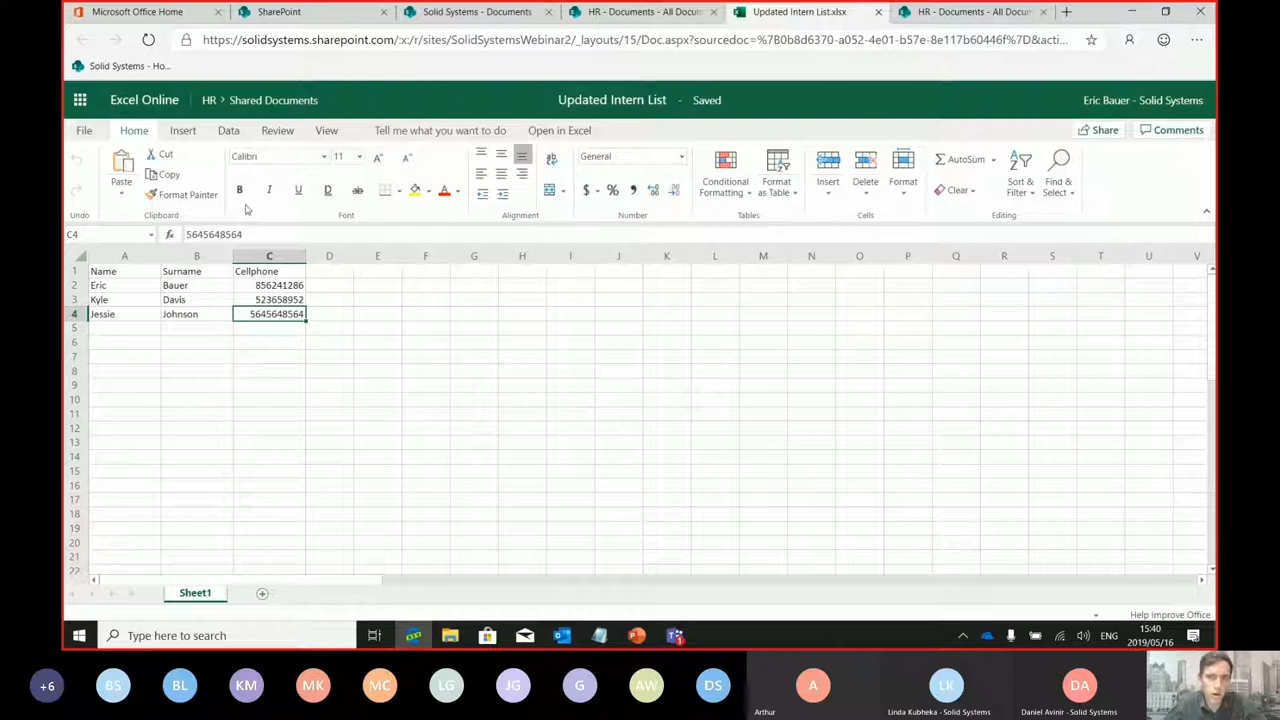 Microsoft Office Home
SharePoint
Solid Systems - Documents
HR - Documents - All Docum
Updated Intern List.xlsx
HR - Documents - All Docum
https://solidsystems.sharepoint.com/:x:/r/sites/SolidSystemsWebinar2/_layouts/15/Doc.aspx?sourcedoc=%7B0b8d6370-a052-4e01-b57e-8e117b60446f%7D&acti...
Solid Systems - Ho...
Excel Online
HR > Shared Documents
Updated Intern List - Saved
Eric Bauer - Solid Systems
File Home Insert Data Review View Tell me what you want to do Open in Excel
Share Comments
Undo
Paste
Cut
Copy
Format Painter
Clipboard
Calibri 11
B I U D ab
A
Font
Alignment
General
$ % ,
Number
Conditional Formatting
Format as Table
Tables
Insert
Delete
Format
Cells
AutoSum
Clear
Sort & Filter
Find & Select
Editing
C4 fx 5645648564
A B C D E F G H I J K L M N O P Q R S T U V
1 Name Surname Cellphone
2 Eric Bauer 856241286
3 Kyle Davis 523658952
4 Jessie Johnson 5645648564
5
6
7
8
9
10
11
12
13
14
15
16
17
18
19
20
21
22
Sheet1
Help Improve Office
Type here to search
1
ENG
15:40
2019/05/16
+6 BS BL KM MK MC LG JG G AW DS A LK DA
Arthur
Linda Kubheka - Solid Systems
Daniel Avinir - Solid Systems